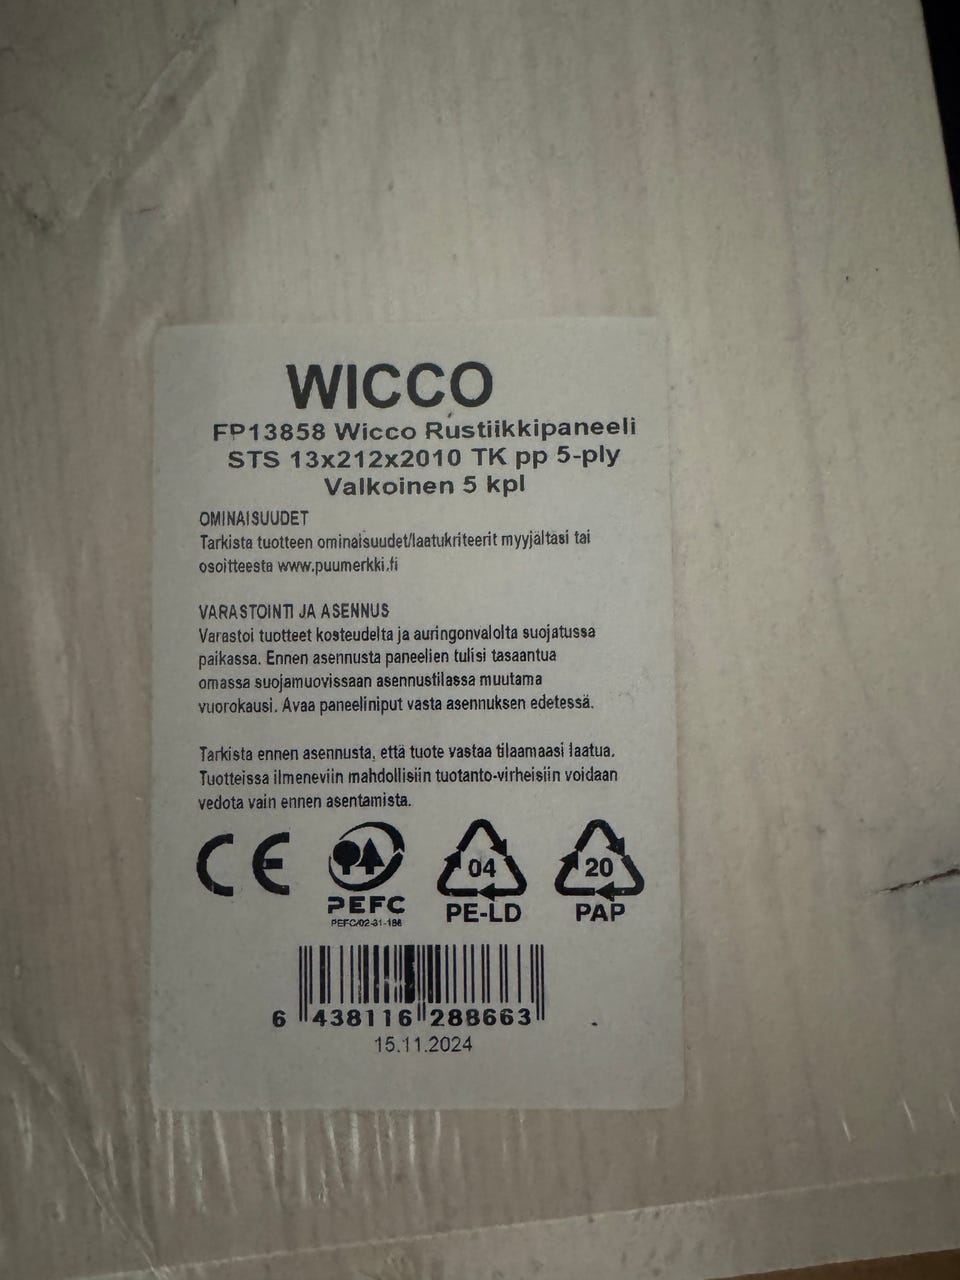 WICCO
FP13858 Wicco Rustiikkipaneeli
STS 13x212x2010 TK pp 5-ply
Valkoinen 5 kpl
OMINAISUUDET
Tarkista tuotteen ominaisuudet/laatukriteerit myyjältäsi tai
osoitteesta www.puumerkki.fi
VARASTOINTI JA ASENNUS
Varastoi tuotteet kosteudelta ja auringonvalolta suojatussa
paikassa. Ennen asennusta paneelien tulisi tasaantua
omassa suojamuovissaan asennustilassa muutama
vuorokausi. Avaa paneeliniput vasta asennuksen edetessä.
Tarkista ennen asennusta, että tuote vastaa tilaamaasi laatua.
Tuotteissa ilmeneviin mahdollisiin tuotanto-virheisiin voidaan
vedota vain ennen asentamista.
CE
04 20
PEFC PE-LD PAP
PEFC/02-31-186
6 438116 288663
15.11.2024